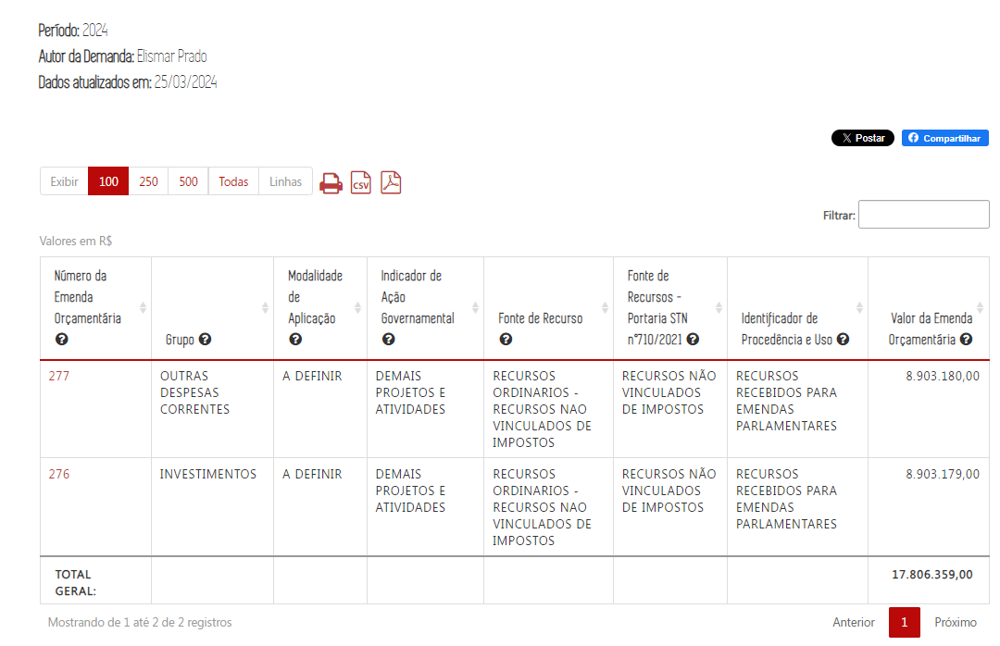 Período: 2024
Autor da Demanda: Elismar Prado
Dados atualizados em: 25/03/2024
Postar
Compartilhar
Exibir 100 250 500 Todas Linhas
CSV
Filtrar:
Valores em R$
Número da Emenda Orçamentária
Grupo
Modalidade de Aplicação
Indicador de Ação Governamental
Fonte de Recurso
Fonte de Recursos - Portaria STN nº710/2021
Identificador de Procedência e Uso
Valor da Emenda Orçamentária
277
OUTRAS DESPESAS CORRENTES
A DEFINIR
DEMAIS PROJETOS E ATIVIDADES
RECURSOS ORDINARIOS - RECURSOS NAO VINCULADOS DE IMPOSTOS
RECURSOS NÃO VINCULADOS DE IMPOSTOS
RECURSOS RECEBIDOS PARA EMENDAS PARLAMENTARES
8.903.180,00
276
INVESTIMENTOS
A DEFINIR
DEMAIS PROJETOS E ATIVIDADES
RECURSOS ORDINARIOS - RECURSOS NAO VINCULADOS DE IMPOSTOS
RECURSOS NÃO VINCULADOS DE IMPOSTOS
RECURSOS RECEBIDOS PARA EMENDAS PARLAMENTARES
8.903.179,00
TOTAL GERAL:
17.806.359,00
Mostrando de 1 até 2 de 2 registros
Anterior 1 Próximo